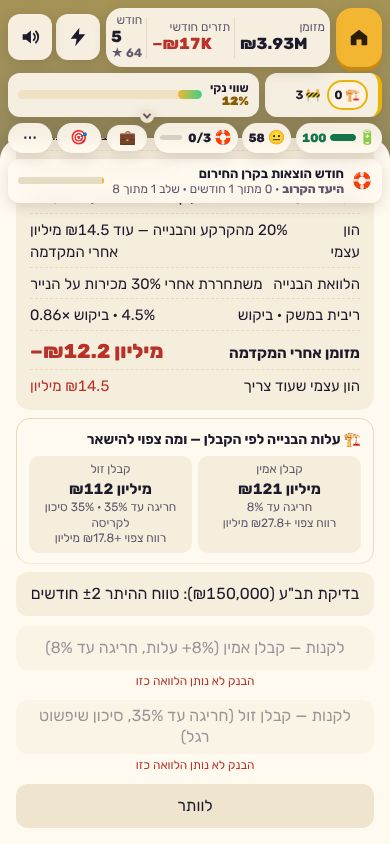 מזומן
₪3.93M
תזרים חודשי
−₪17K
חודש
5
★ 64
0
3
שווי נקי
12%
100
58
0/3
...
חודש הוצאות בקרן החירום
היעד הקרוב · 0 מתוך 1 חודשים · שלב 1 מתוך 8
הון עצמי
20% מהקרקע והבנייה — עוד ₪14.5 מיליון אחרי המקדמה
הלוואת הבנייה
משתחררת אחרי 30% מכירות על הנייר
ריבית במשק · ביקוש
4.5% · ביקוש ×0.86
מזומן אחרי המקדמה
−₪12.2 מיליון
הון עצמי שעוד צריך
₪14.5 מיליון
עלות הבנייה לפי הקבלן — ומה צפוי להישאר
קבלן אמין
₪121 מיליון
חריגה עד 8%
רווח צפוי +₪27.8 מיליון
קבלן זול
₪112 מיליון
חריגה עד 35% · 35% סיכון לקריסה
רווח צפוי +₪17.8 מיליון
בדיקת תב"ע (₪150,000): טווח ההיתר ±2 חודשים
לקנות — קבלן אמין (+8% עלות, חריגה עד 8%)
הבנק לא נותן הלוואה כזו
לקנות — קבלן זול (חריגה עד 35%, סיכון שיפשוט רגל)
הבנק לא נותן הלוואה כזו
לוותר